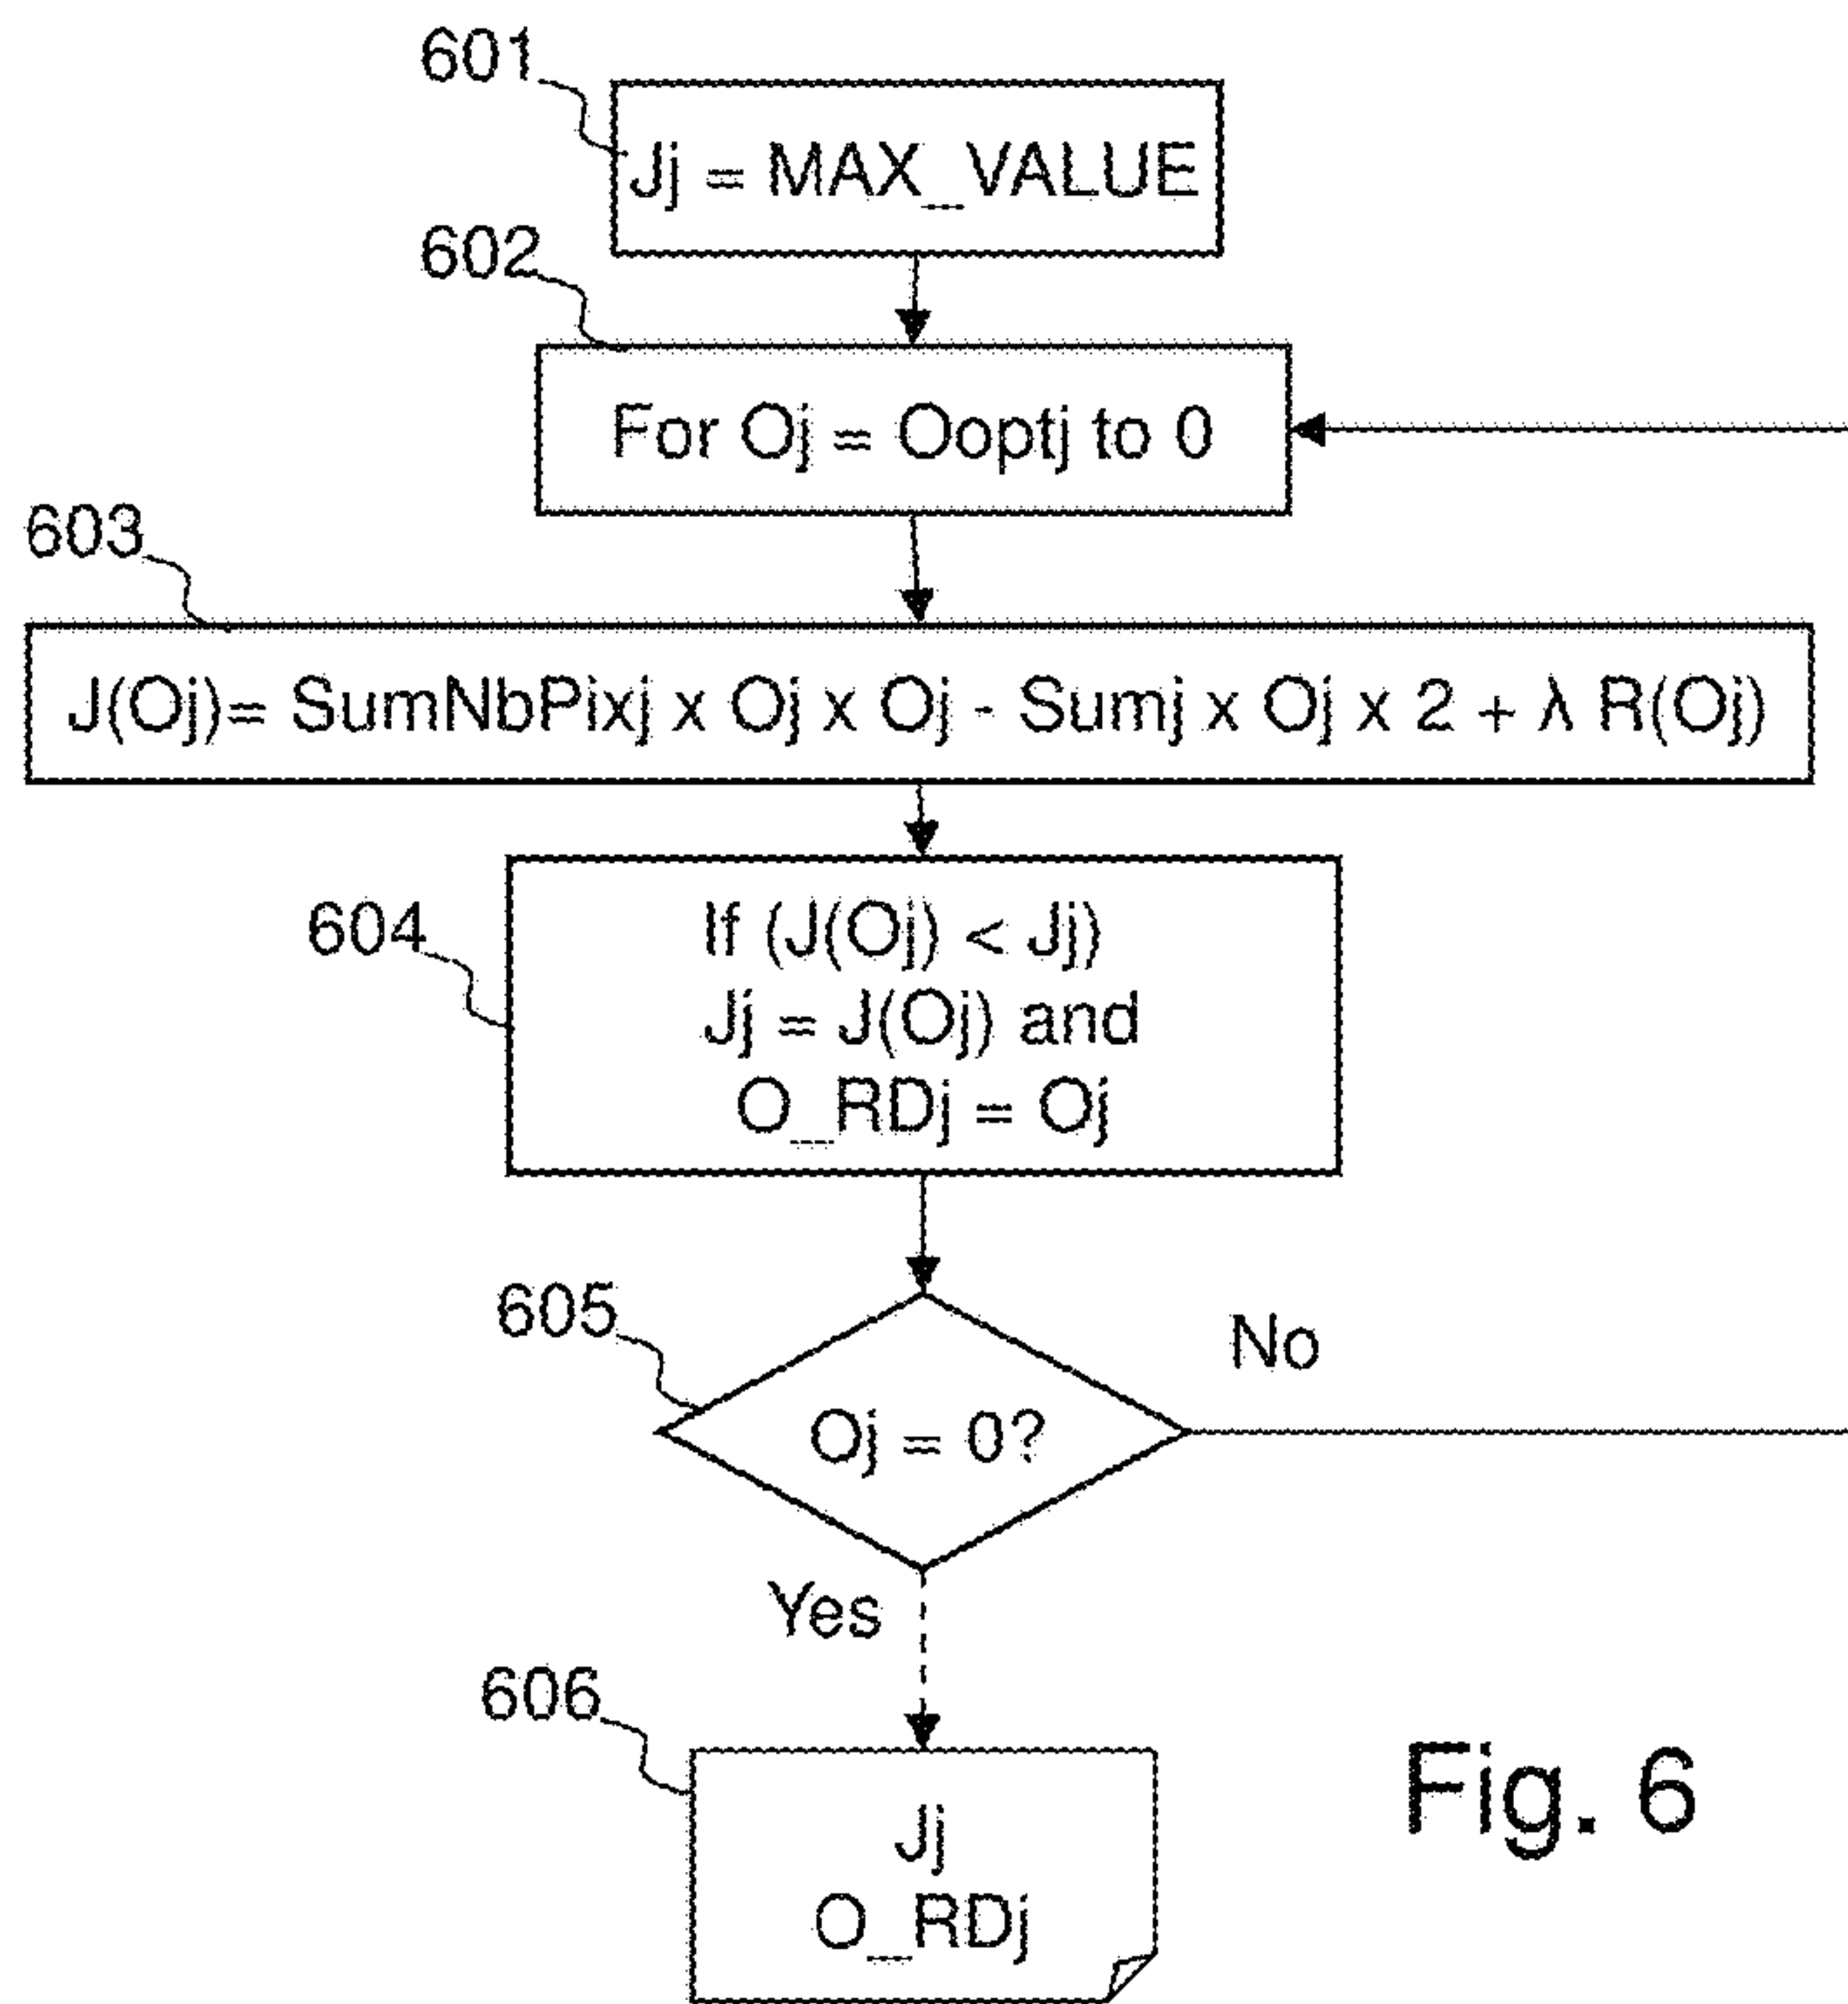 601
Jj = MAX_VALUE
602
For Oj = Ooptj to 0
603
J(Oj)= SumNbPixj x Oj x Oj - Sumj x Oj x 2 + λ R(Oj)
604
If (J(Oj) < Jj)
Jj = J(Oj) and
O_RDj = Oj
605
Oj = 0?
No
Yes
606
Jj
O_RDj
Fig. 6